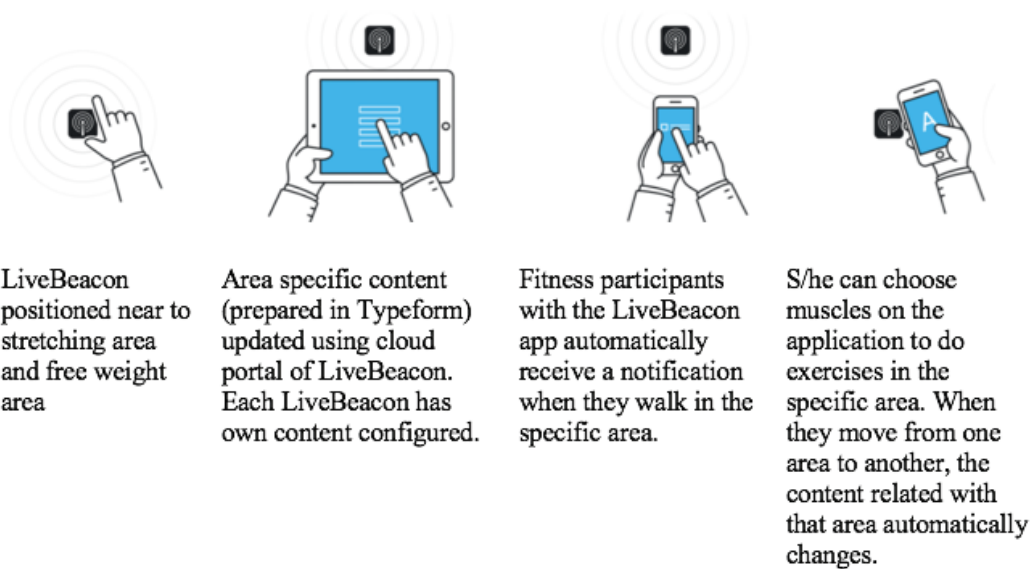 A
LiveBeacon
positioned near to
stretching area
and free weight
area
Area specific content
(prepared in Typeform)
updated using cloud
portal of LiveBeacon.
Each LiveBeacon has
own content configured.
Fitness participants
with the LiveBeacon
app automatically
receive a notification
when they walk in the
specific area.
S/he can choose
muscles on the
application to do
exercises in the
specific area. When
they move from one
area to another, the
content related with
that area automatically
changes.